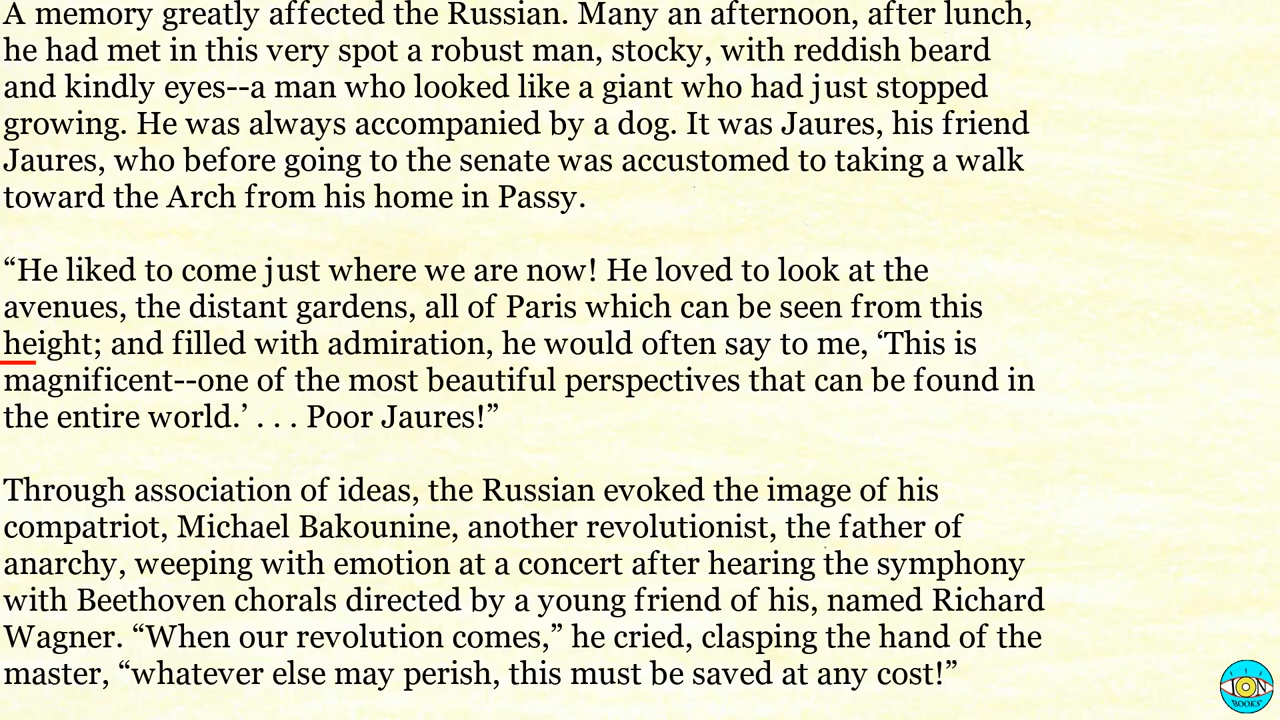 A memory greatly affected the Russian. Many an afternoon, after lunch,
he had met in this very spot a robust man, stocky, with reddish beard
and kindly eyes--a man who looked like a giant who had just stopped
growing. He was always accompanied by a dog. It was Jaures, his friend
Jaures, who before going to the senate was accustomed to taking a walk
toward the Arch from his home in Passy.
“He liked to come just where we are now! He loved to look at the
avenues, the distant gardens, all of Paris which can be seen from this
height; and filled with admiration, he would often say to me, ‘This is
magnificent--one of the most beautiful perspectives that can be found in
the entire world.’ . . . Poor Jaures!”
Through association of ideas, the Russian evoked the image of his
compatriot, Michael Bakounine, another revolutionist, the father of
anarchy, weeping with emotion at a concert after hearing the symphony
with Beethoven chorals directed by a young friend of his, named Richard
Wagner. “When our revolution comes,” he cried, clasping the hand of the
master, “whatever else may perish, this must be saved at any cost!”
ION
BOOKS